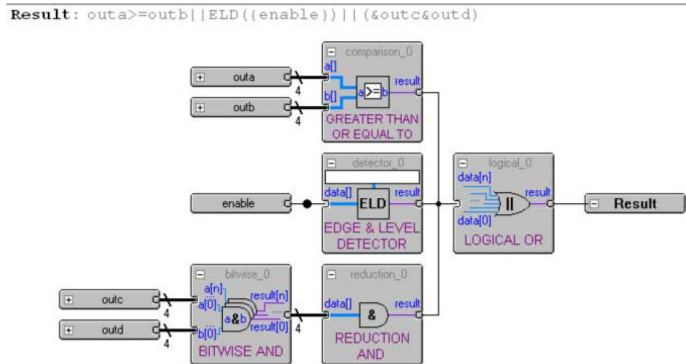 Result: outa>=outb||ELD({enable})||(&outc&outd)
comparison_0
a[]
outa
4
a>=b
result
b[]
outb
4
GREATER THAN
OR EQUAL TO
detector_0
logical_0
data[n]
data[]
result
enable
ELD
...
||
result
Result
data[0]
EDGE & LEVEL
DETECTOR
LOGICAL OR
bitwise_0
reduction_0
a[n]
result[n]
outc
4
...
a[0]
a&b
...
data[]
&
result
outd
4
b[0]
result[0]
4
BITWISE AND
REDUCTION
AND